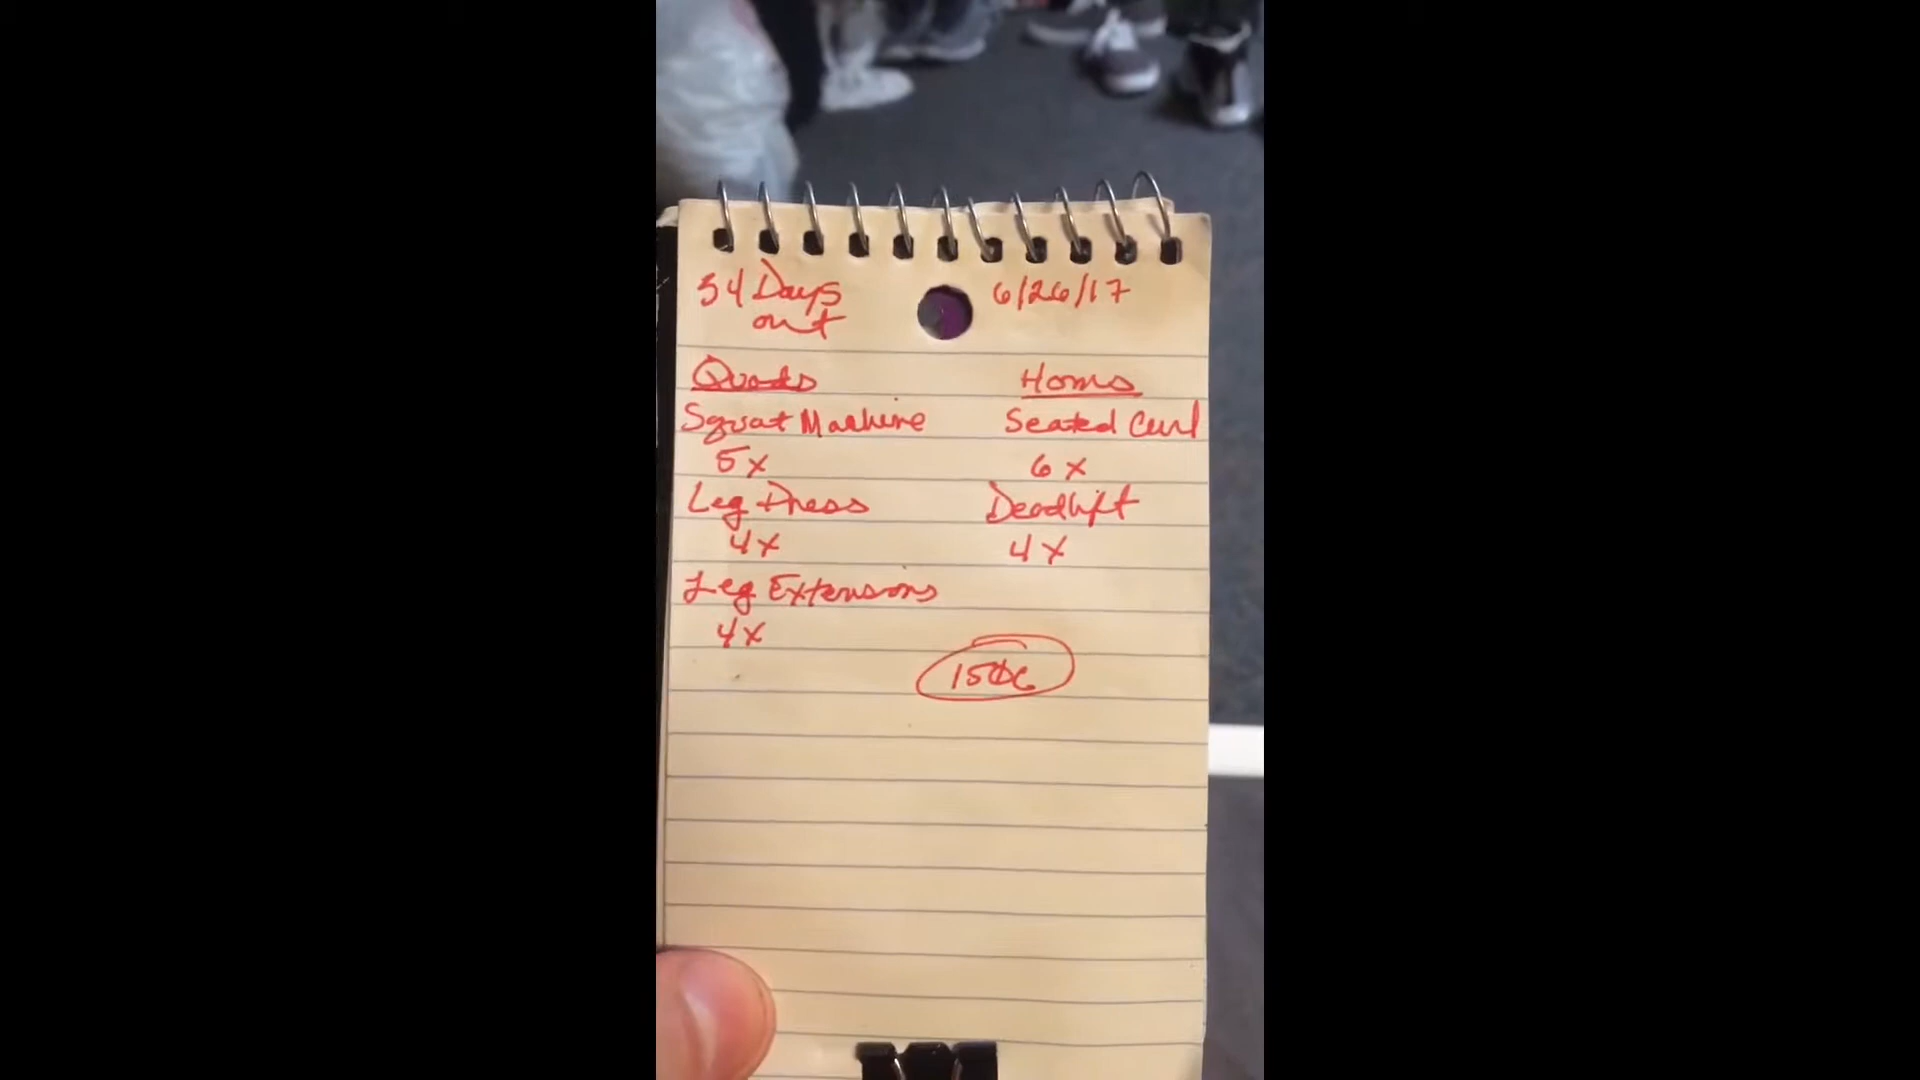 54 Days 6/26/17
out
Quads Hams
Squat Machine Seated Curl
5x 6x
Leg Press Deadlift
4x 4x
Leg Extensions
4x